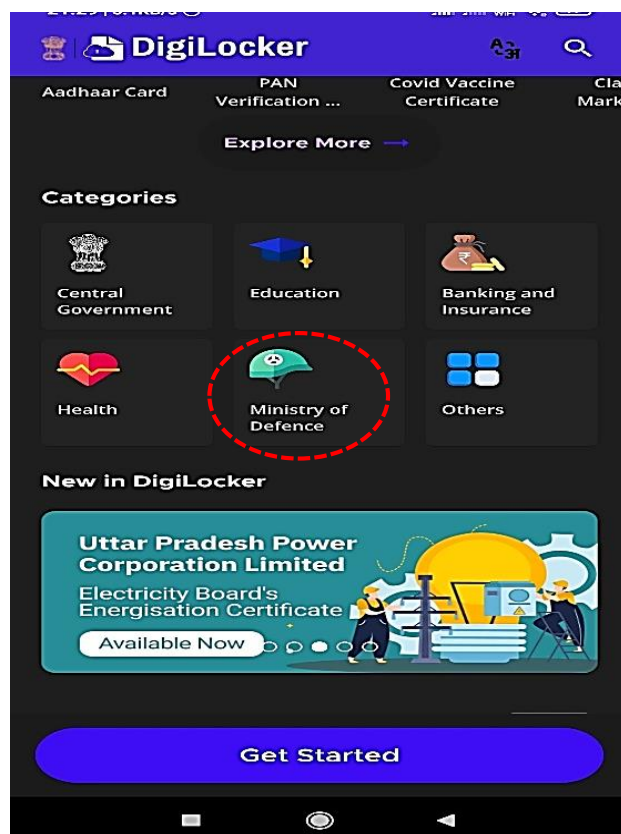 DigiLocker
Aadhaar Card
PAN
Verification ...
Covid Vaccine
Certificate
Cla
Mark
Explore More →
Categories
Central
Government
Education
Banking and
Insurance
Health
Ministry of
Defence
Others
New in DigiLocker
Uttar Pradesh Power
Corporation Limited
Electricity Board's
Energisation Certificate
Available Now
Get Started